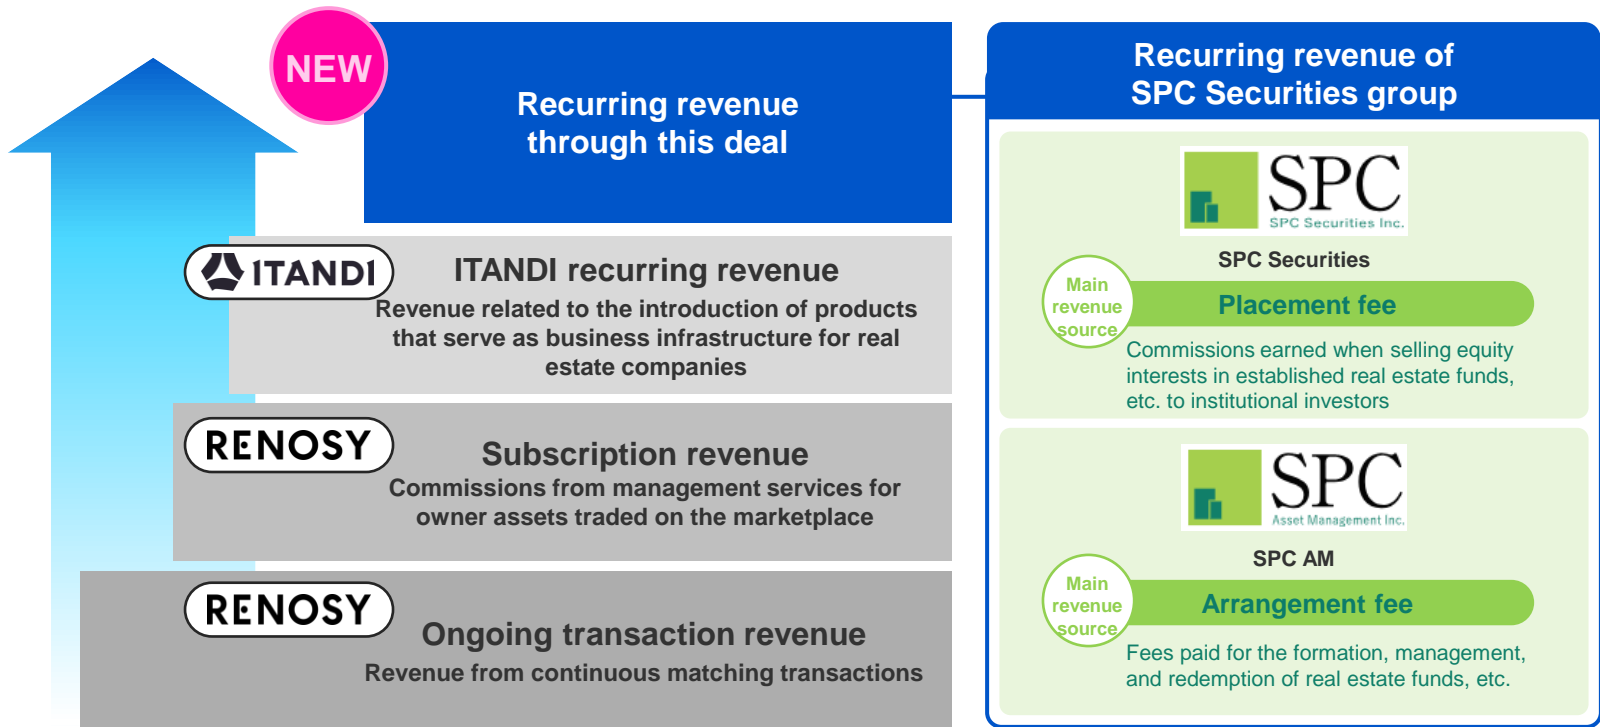 NEW
Recurring revenue
through this deal
ITANDI
ITANDI recurring revenue
Revenue related to the introduction of products
that serve as business infrastructure for real
estate companies
RENOSY
Subscription revenue
Commissions from management services for
owner assets traded on the marketplace
RENOSY
Ongoing transaction revenue
Revenue from continuous matching transactions
Recurring revenue of
SPC Securities group
SPC
SPC Securities Inc.
SPC Securities
Main
revenue
source
Placement fee
Commissions earned when selling equity
interests in established real estate funds,
etc. to institutional investors
SPC
Asset Management Inc.
SPC AM
Main
revenue
source
Arrangement fee
Fees paid for the formation, management,
and redemption of real estate funds, etc.